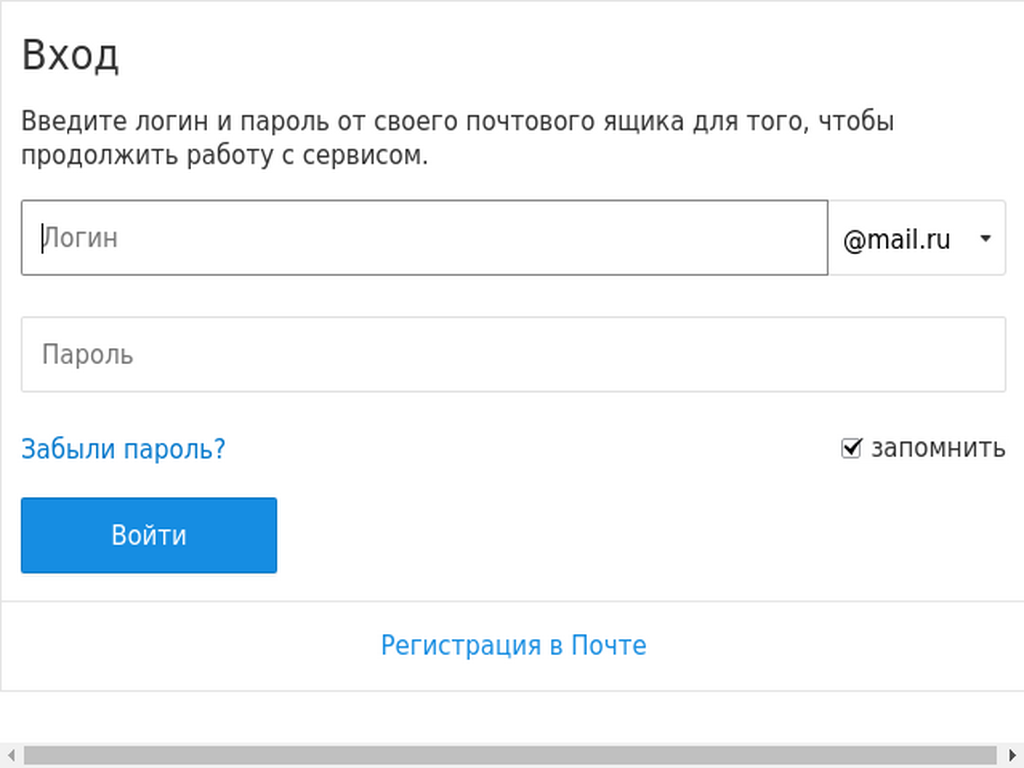 Вход
Введите логин и пароль от своего почтового ящика для того, чтобы
продолжить работу с сервисом.
Логин
@mail.ru
Пароль
Забыли пароль?
запомнить
Войти
Регистрация в Почте